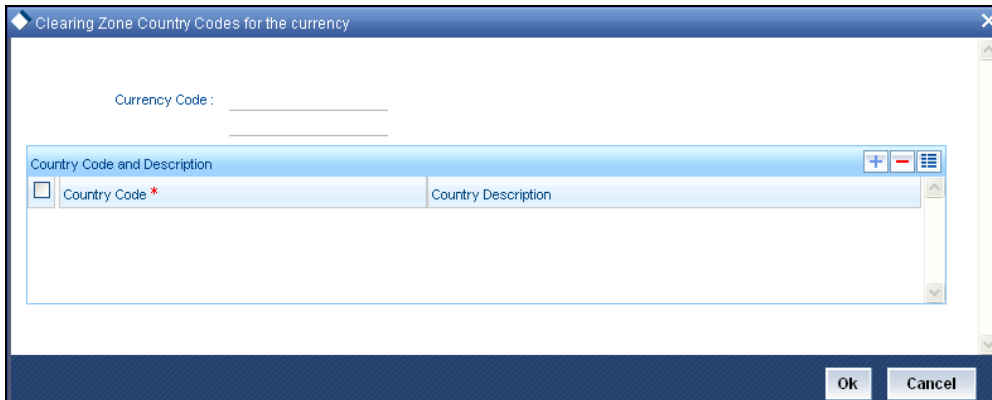 Clearing Zone Country Codes for the currency
Currency Code :
Country Code and Description
Country Code * Country Description
Ok Cancel